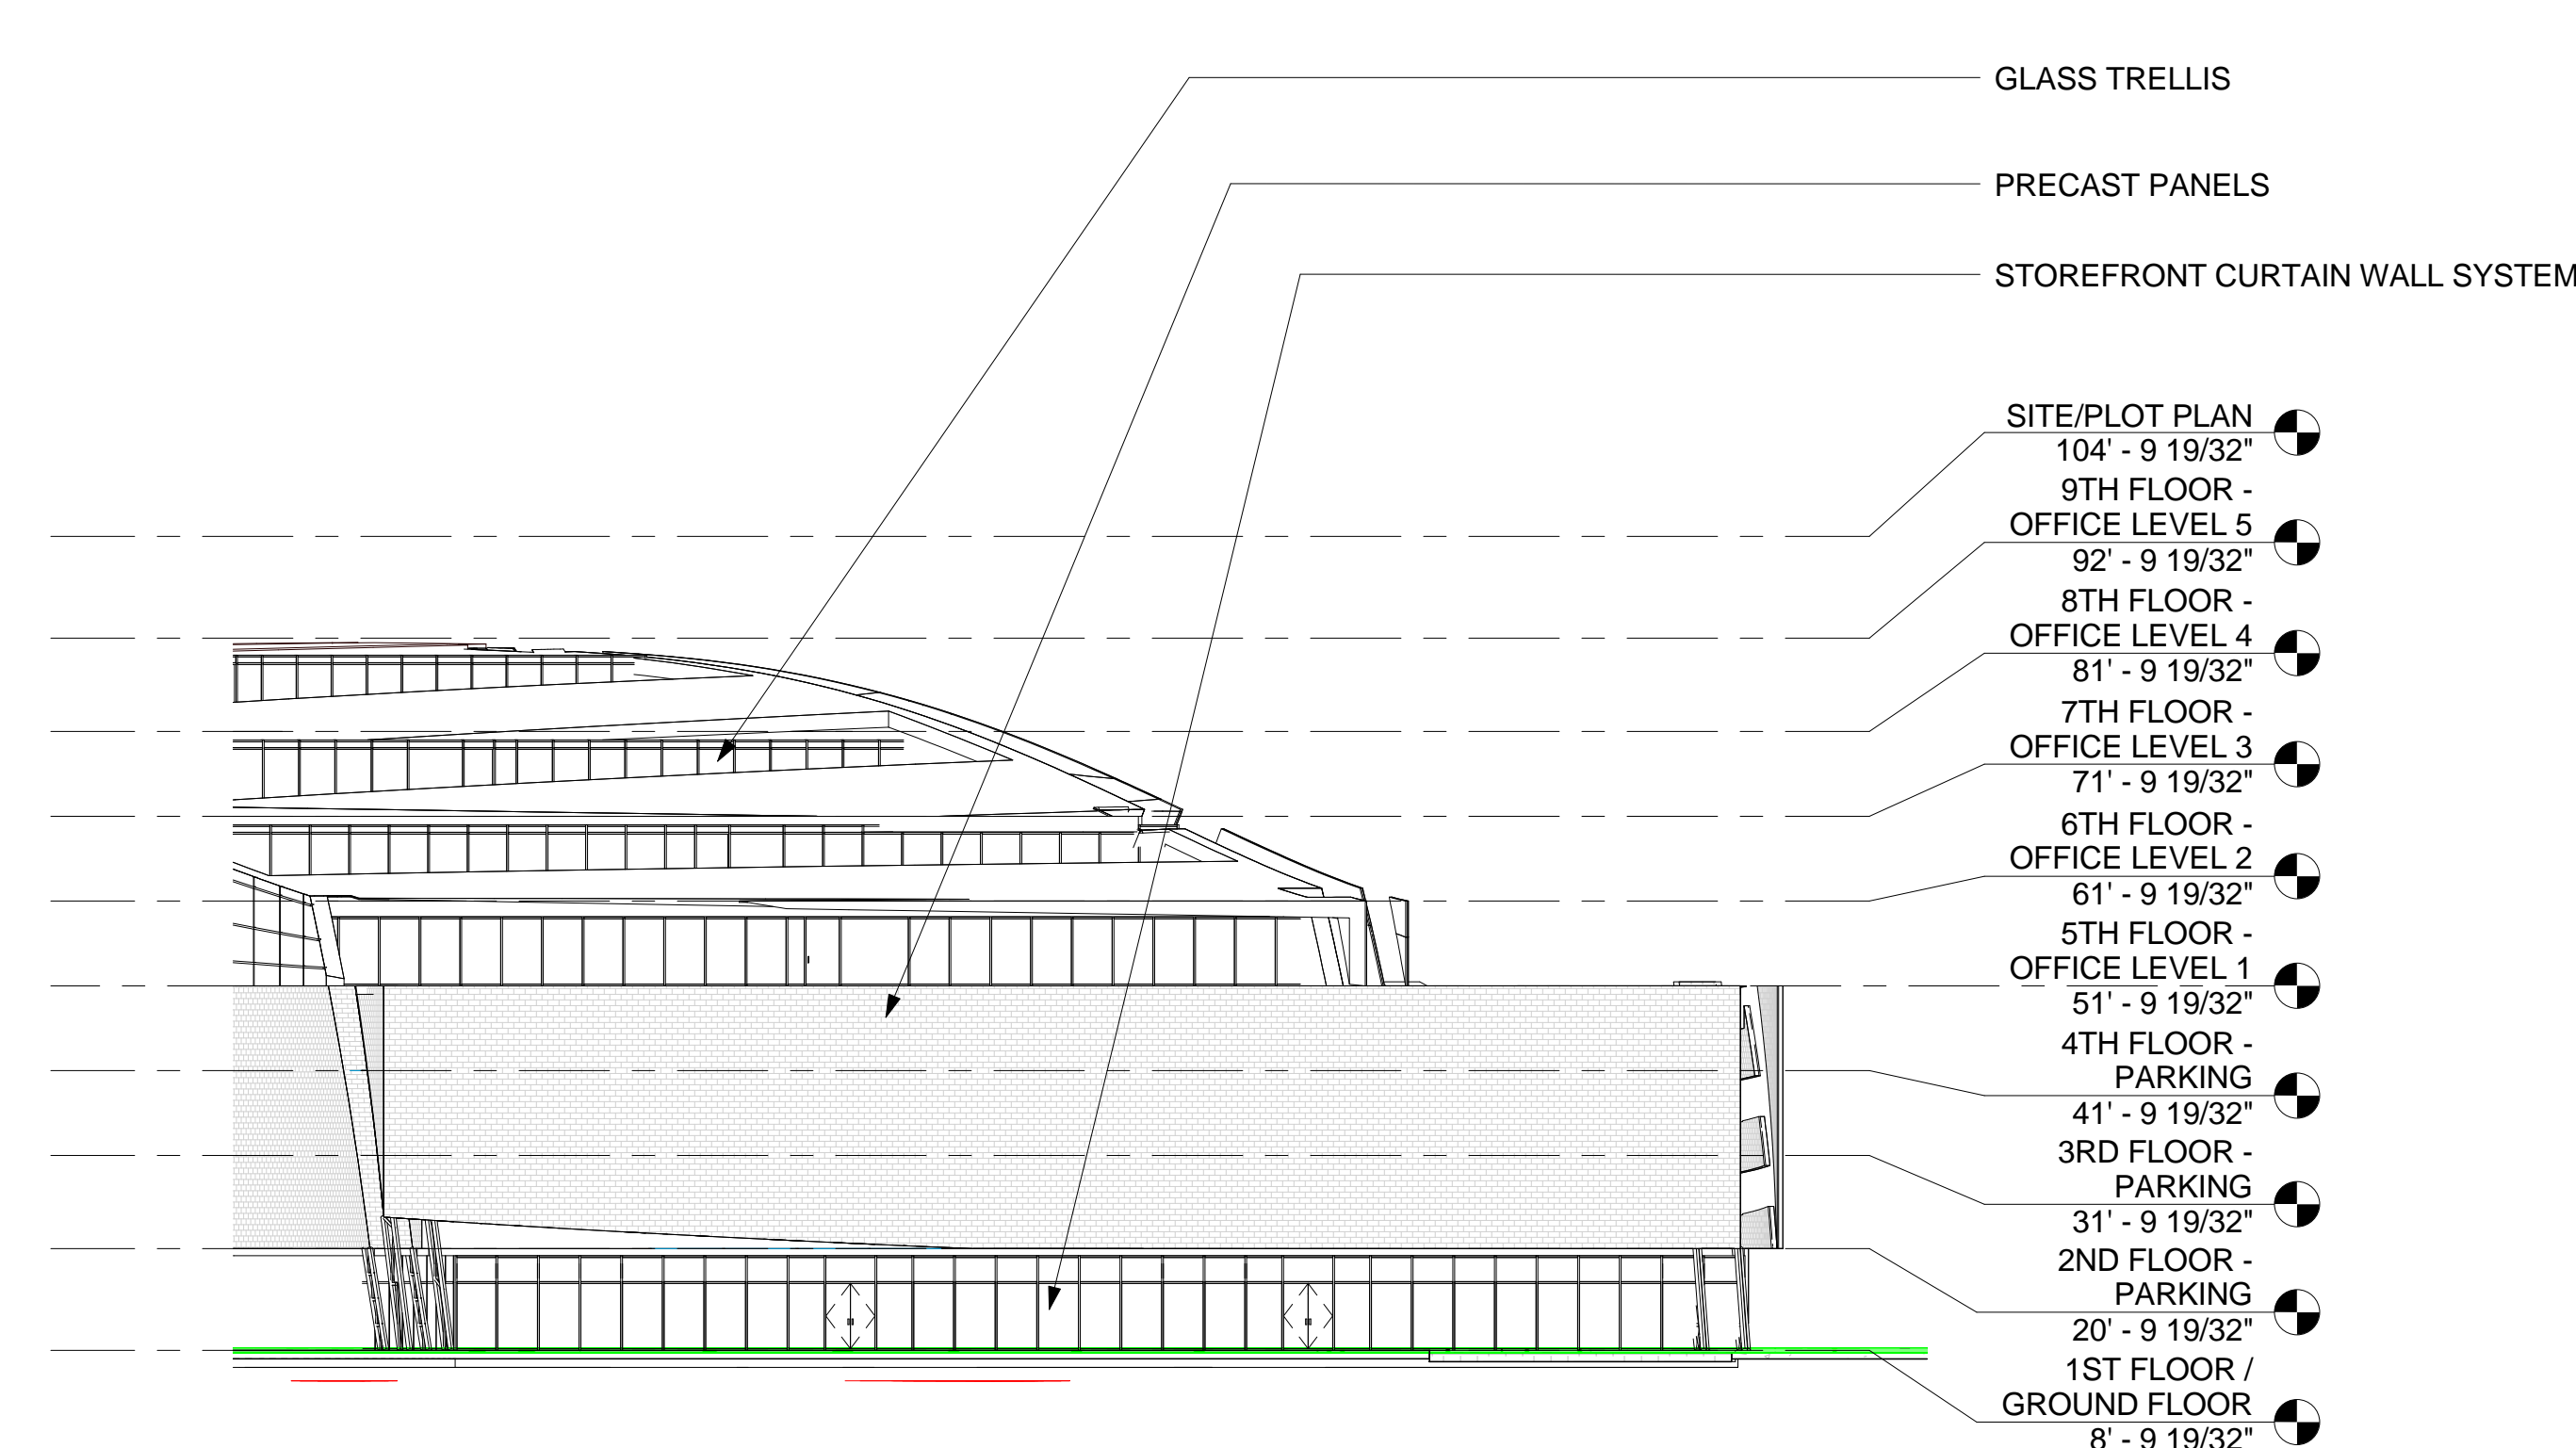 GLASS TRELLIS
PRECAST PANELS
STOREFRONT CURTAIN WALL SYSTEM
SITE/PLOT PLAN
104' - 9 19/32"
9TH FLOOR -
OFFICE LEVEL 5
92' - 9 19/32"
8TH FLOOR -
OFFICE LEVEL 4
81' - 9 19/32"
7TH FLOOR -
OFFICE LEVEL 3
71' - 9 19/32"
6TH FLOOR -
OFFICE LEVEL 2
61' - 9 19/32"
5TH FLOOR -
OFFICE LEVEL 1
51' - 9 19/32"
4TH FLOOR -
PARKING
41' - 9 19/32"
3RD FLOOR -
PARKING
31' - 9 19/32"
2ND FLOOR -
PARKING
20' - 9 19/32"
1ST FLOOR /
GROUND FLOOR
8' - 9 19/32"